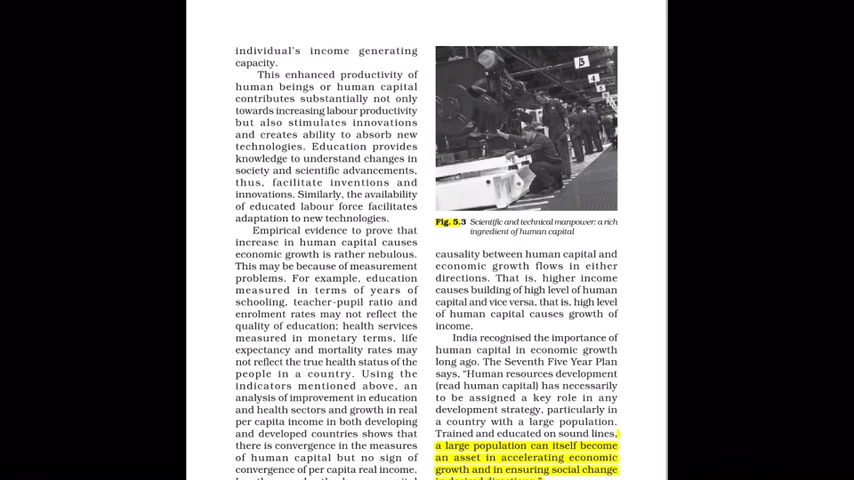 individual's income generating
capacity.
This enhanced productivity of
human beings or human capital
contributes substantially not only
towards increasing labour productivity
but also stimulates innovations
and creates ability to absorb new
technologies. Education provides
knowledge to understand changes in
society and scientific advancements,
thus, facilitate inventions and
innovations. Similarly, the availability
of educated labour force facilitates
adaptation to new technologies.
Empirical evidence to prove that
increase in human capital causes
economic growth is rather nebulous.
This may be because of measurement
problems. For example, education
measured in terms of years of
schooling, teacher-pupil ratio and
enrolment rates may not reflect the
quality of education; health services
measured in monetary terms, life
expectancy and mortality rates may
not reflect the true health status of the
people in a country. Using the
indicators mentioned above, an
analysis of improvement in education
and health sectors and growth in real
per capita income in both developing
and developed countries shows that
there is convergence in the measures
of human capital but no sign of
convergence of per capita real income.
3
4
5
6
Fig. 5.3 Scientific and technical manpower: a rich
ingredient of human capital
causality between human capital and
economic growth flows in either
directions. That is, higher income
causes building of high level of human
capital and vice versa, that is, high level
of human capital causes growth of
income.
India recognised the importance of
human capital in economic growth
long ago. The Seventh Five Year Plan
says, “Human resources development
(read human capital) has necessarily
to be assigned a key role in any
development strategy, particularly in
a country with a large population.
Trained and educated on sound lines,
a large population can itself become
an asset in accelerating economic
growth and in ensuring social change